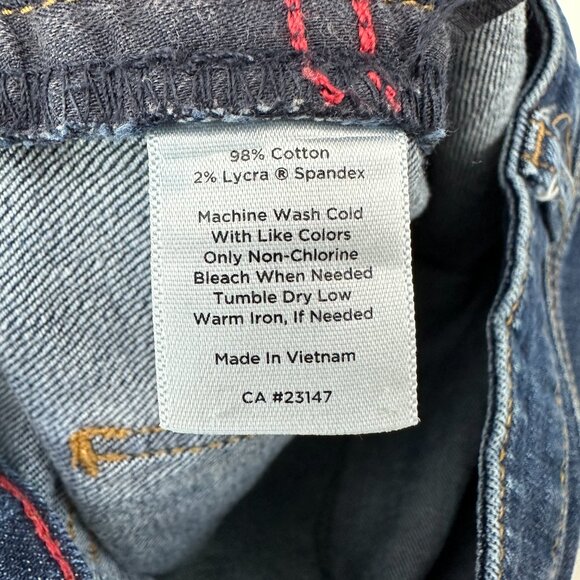 98% Cotton
2% Lycra ® Spandex
Machine Wash Cold
With Like Colors
Only Non-Chlorine
Bleach When Needed
Tumble Dry Low
Warm Iron, If Needed
Made In Vietnam
CA #23147